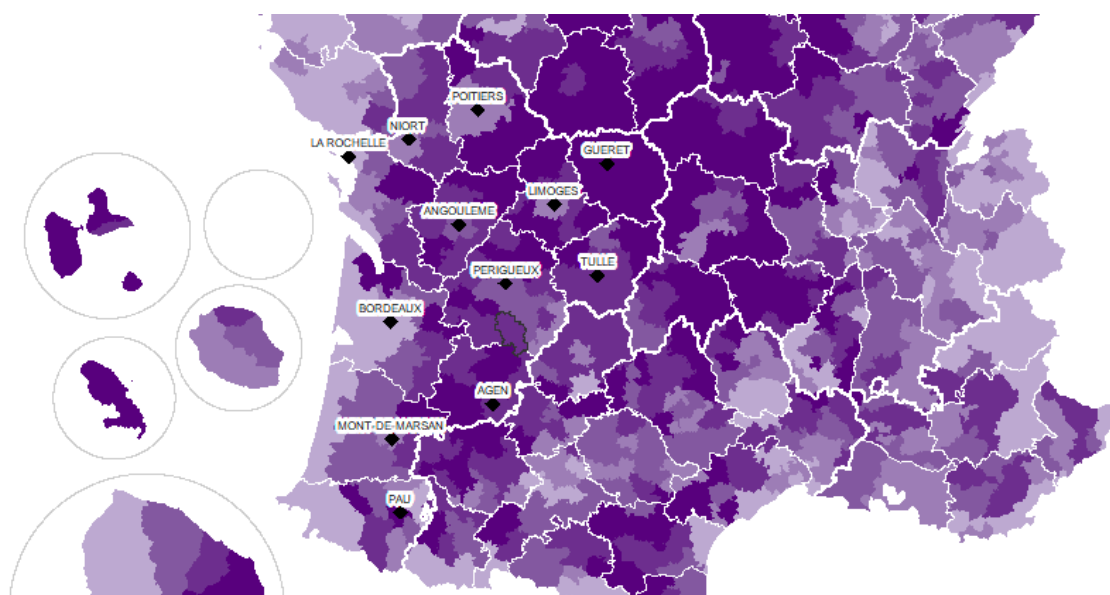 POITIERS
NIORT
LA ROCHELLE
GUERET
LIMOGES
ANGOULEME
TULLE
PERIGUEUX
BORDEAUX
AGEN
MONT-DE-MARSAN
PAU